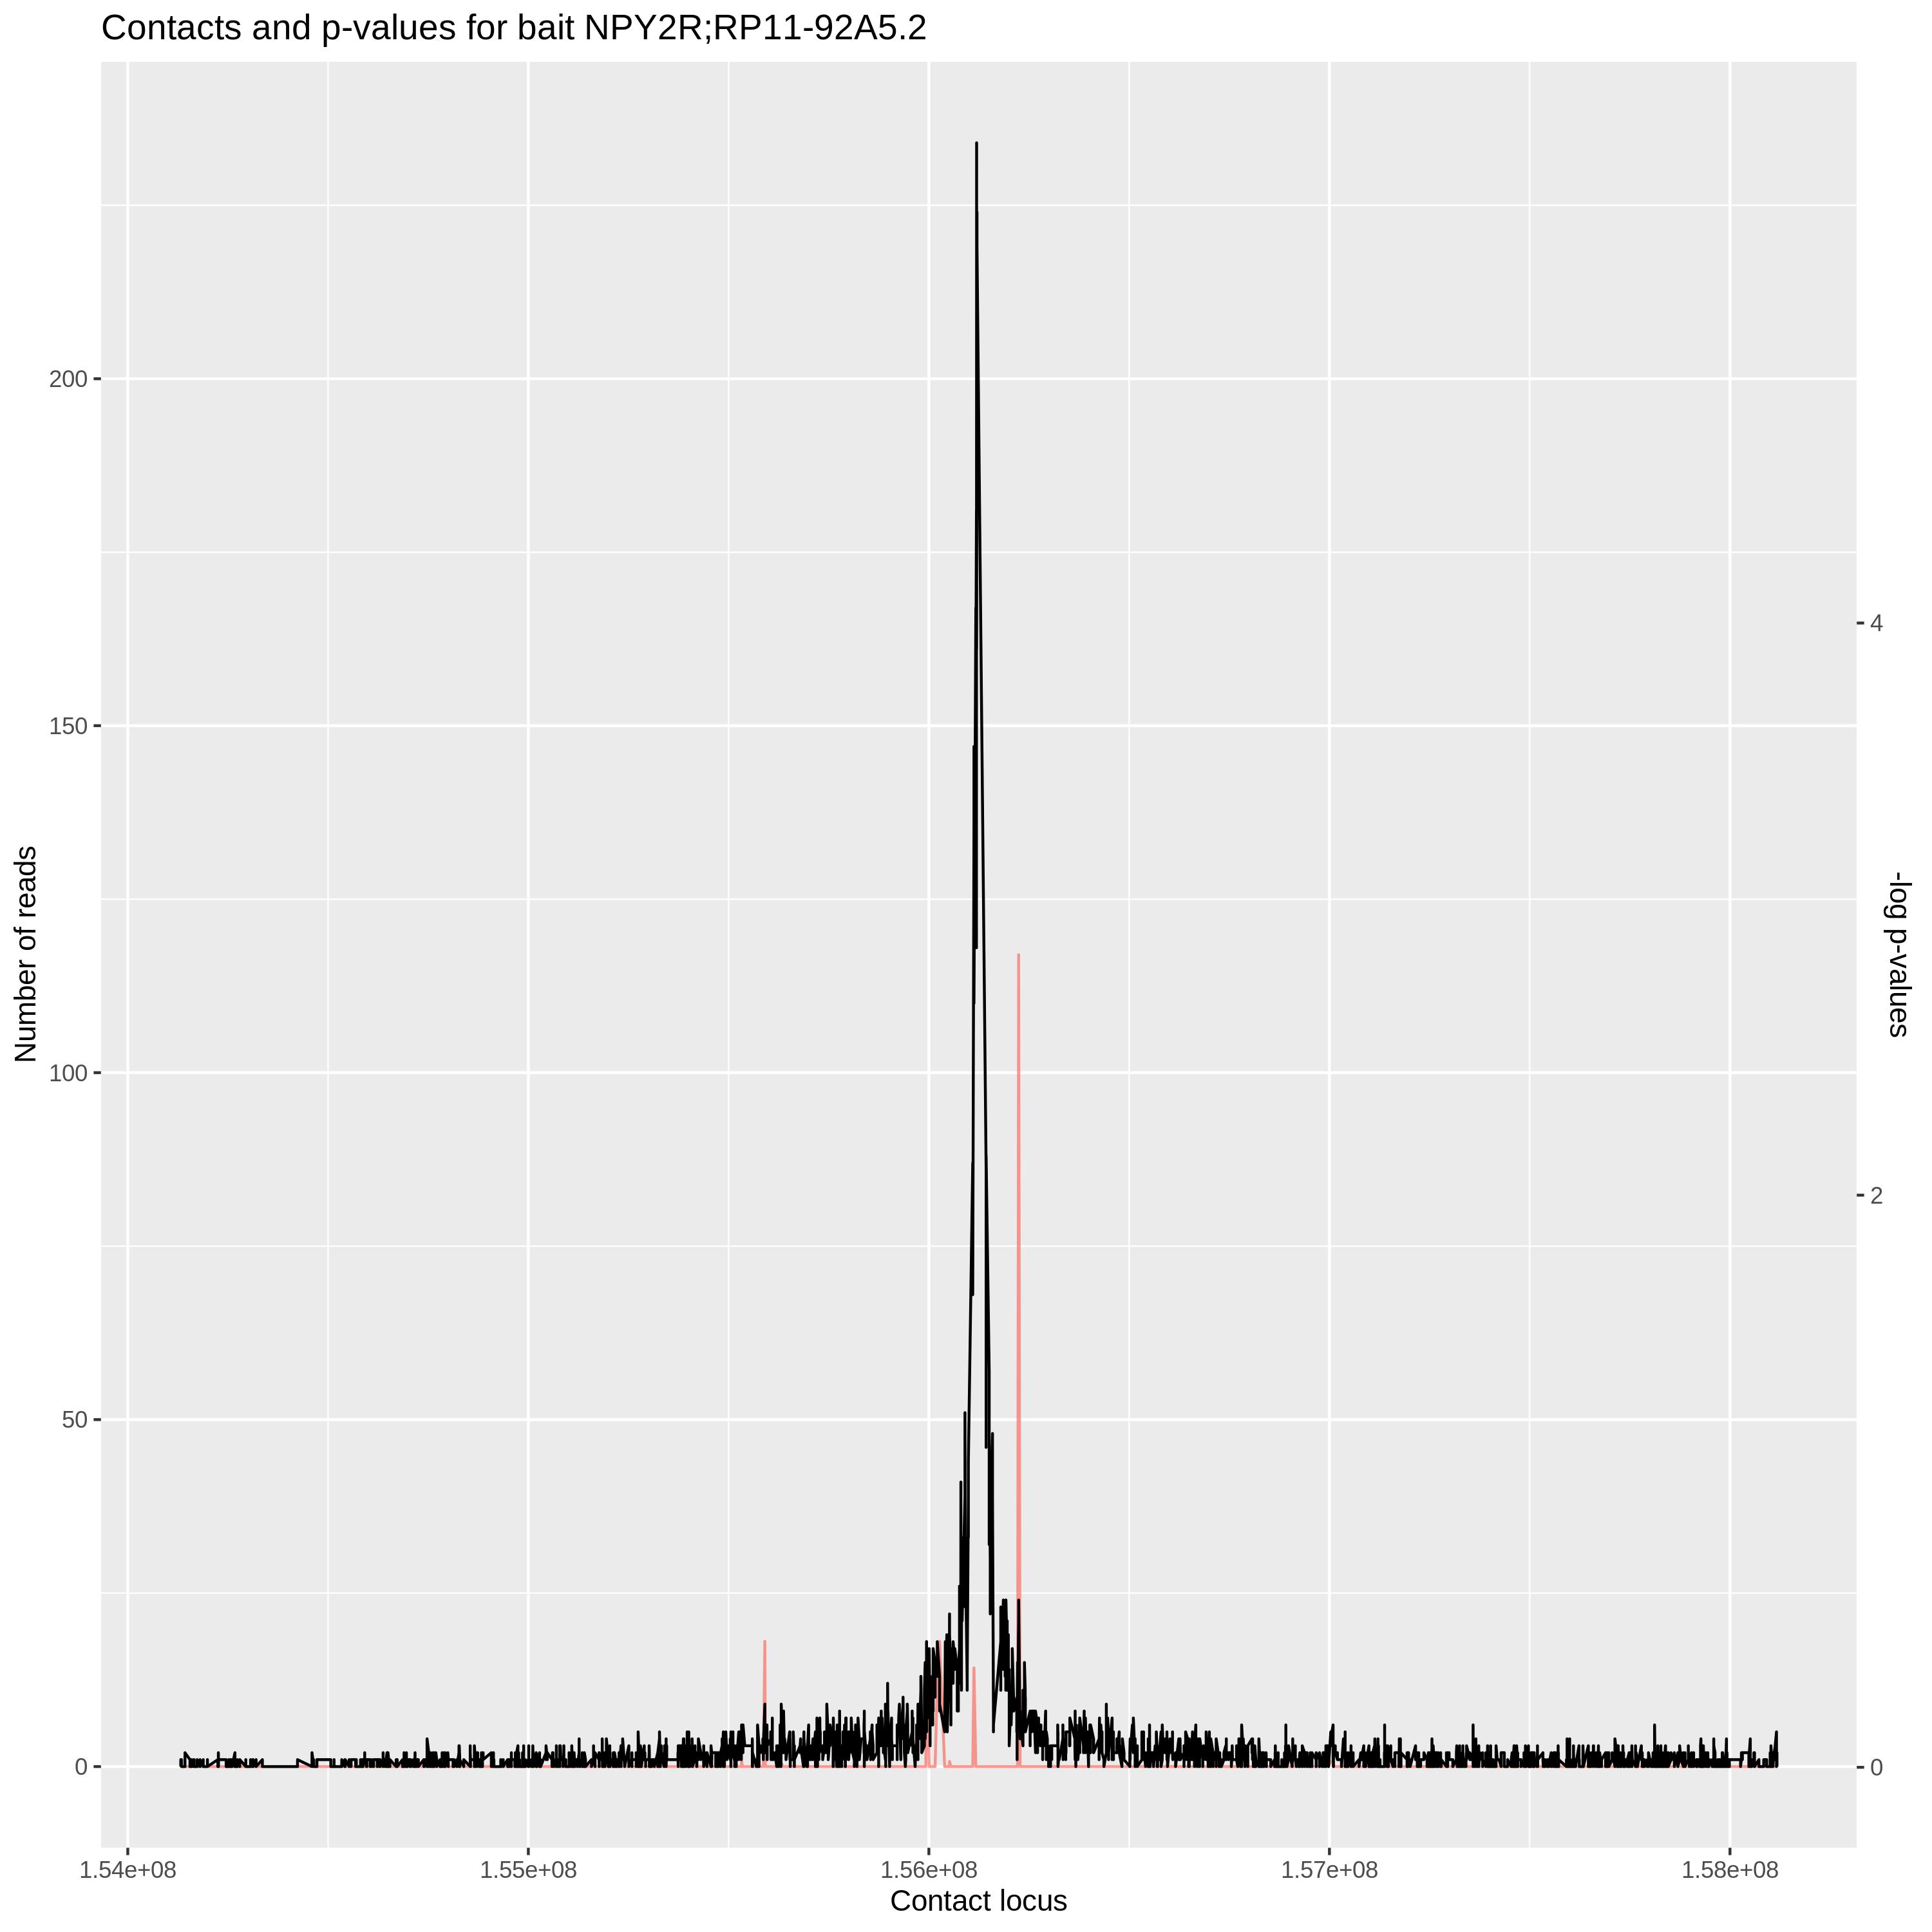 Contacts and p-values for bait NPY2R;RP11-92A5.2
200
150
100
50
0
Number of reads
4
2
0
-log p-values
1.54e+08
1.55e+08
1.56e+08
1.57e+08
1.58e+08
Contact locus